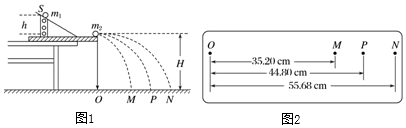 S m₁ m₂
h
H
O M P N
图1
O M P N
35.20 cm
44.80 cm
55.68 cm
图2